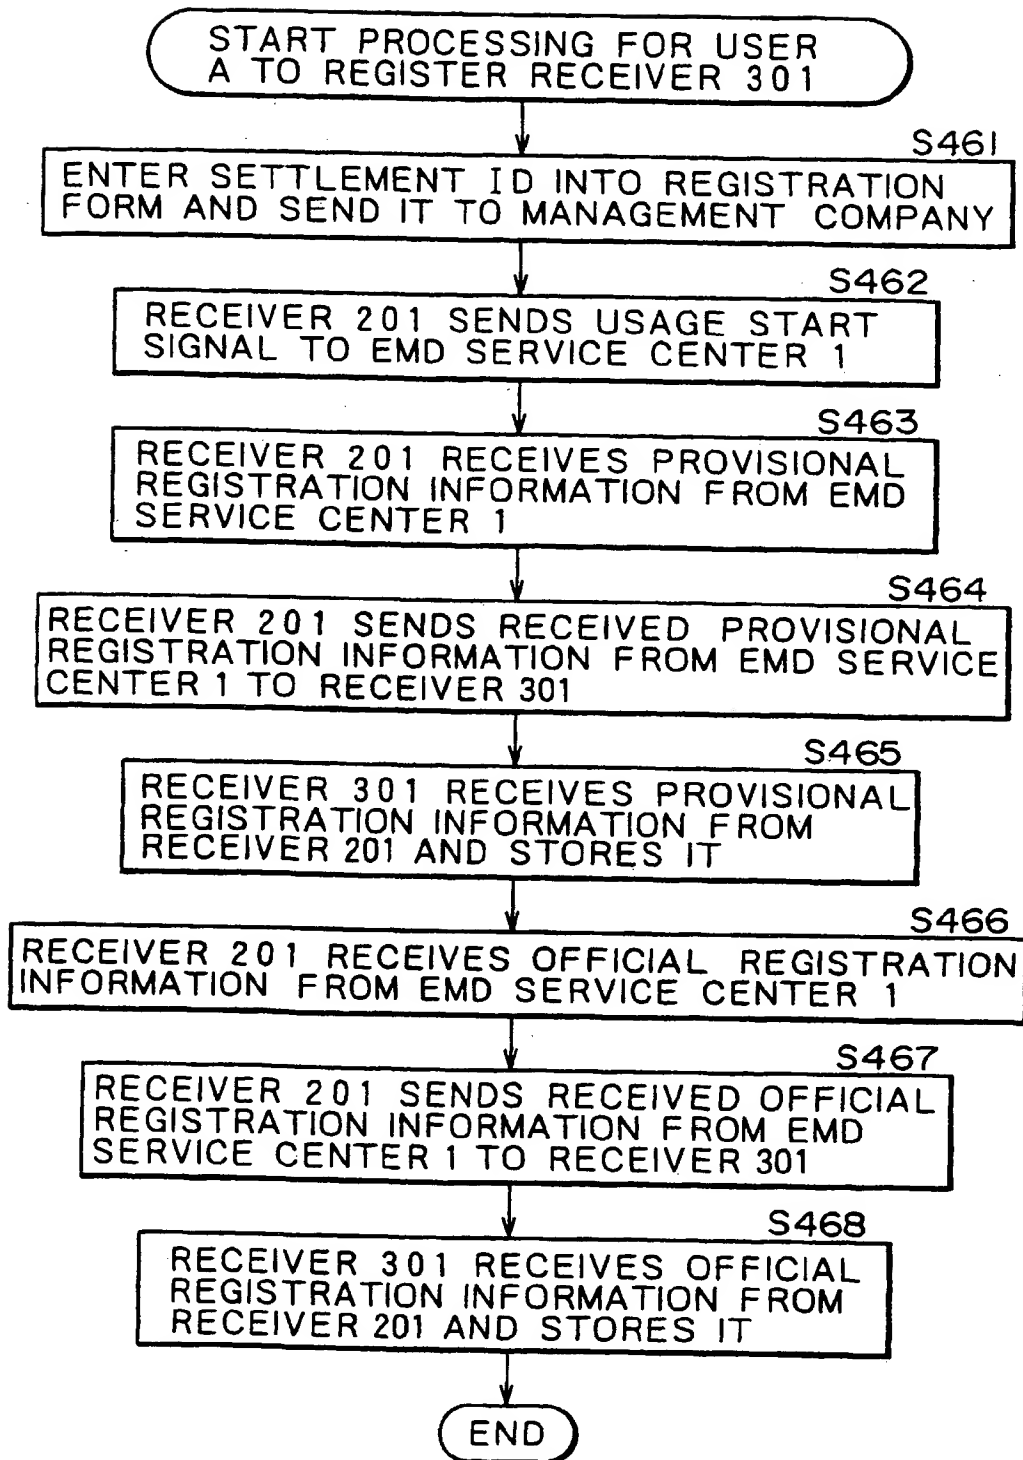 START PROCESSING FOR USER
A TO REGISTER RECEIVER 301
S461
ENTER SETTLEMENT ID INTO REGISTRATION
FORM AND SEND IT TO MANAGEMENT COMPANY
S462
RECEIVER 201 SENDS USAGE START
SIGNAL TO EMD SERVICE CENTER 1
S463
RECEIVER 201 RECEIVES PROVISIONAL
REGISTRATION INFORMATION FROM EMD
SERVICE CENTER 1
S464
RECEIVER 201 SENDS RECEIVED PROVISIONAL
REGISTRATION INFORMATION FROM EMD SERVICE
CENTER 1 TO RECEIVER 301
S465
RECEIVER 301 RECEIVES PROVISIONAL
REGISTRATION INFORMATION FROM
RECEIVER 201 AND STORES IT
S466
RECEIVER 201 RECEIVES OFFICIAL REGISTRATION
INFORMATION FROM EMD SERVICE CENTER 1
S467
RECEIVER 201 SENDS RECEIVED OFFICIAL
REGISTRATION INFORMATION FROM EMD
SERVICE CENTER 1 TO RECEIVER 301
S468
RECEIVER 301 RECEIVES OFFICIAL
REGISTRATION INFORMATION FROM
RECEIVER 201 AND STORES IT
END